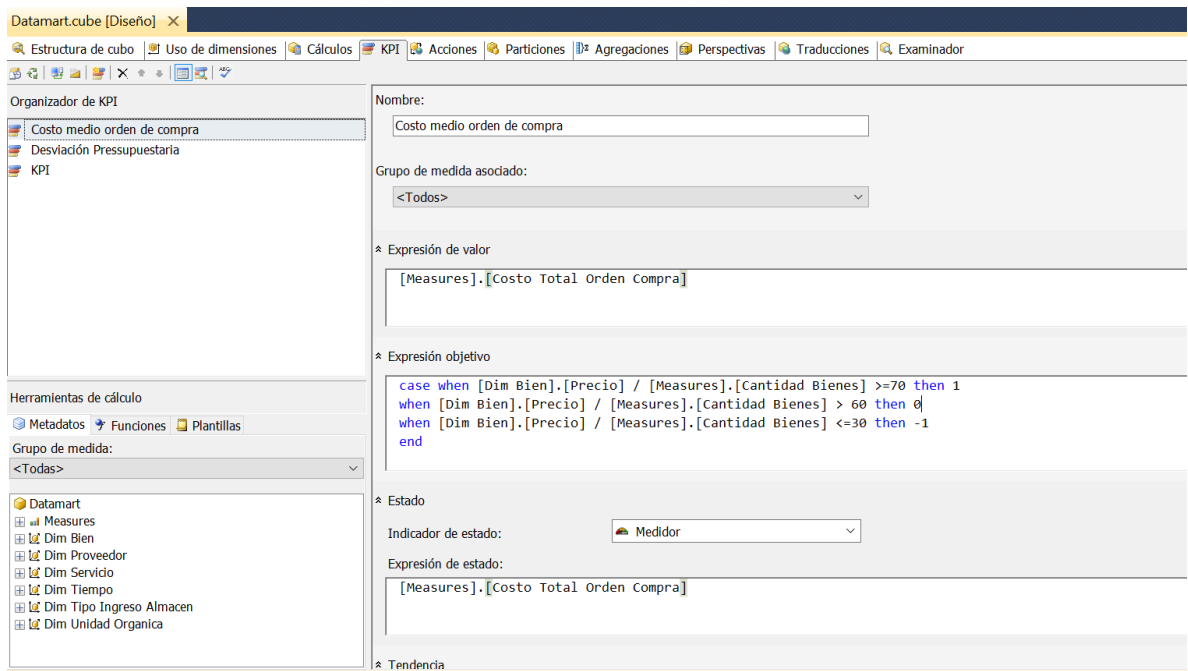 Datamart.cube [Diseño]
Estructura de cubo Uso de dimensiones Cálculos KPI Acciones Particiones Agregaciones Perspectivas Traducciones Examinador
Organizador de KPI
Costo medio orden de compra
Desviación Pressupuestaria
KPI
Herramientas de cálculo
Metadatos Funciones Plantillas
Grupo de medida:
<Todas>
Datamart
Measures
Dim Bien
Dim Proveedor
Dim Servicio
Dim Tiempo
Dim Tipo Ingreso Almacen
Dim Unidad Organica
Nombre:
Costo medio orden de compra
Grupo de medida asociado:
<Todos>
Expresión de valor
[Measures].[Costo Total Orden Compra]
Expresión objetivo
case when [Dim Bien].[Precio] / [Measures].[Cantidad Bienes] >=70 then 1
when [Dim Bien].[Precio] / [Measures].[Cantidad Bienes] > 60 then 0
when [Dim Bien].[Precio] / [Measures].[Cantidad Bienes] <=30 then -1
end
Estado
Indicador de estado: Medidor
Expresión de estado:
[Measures].[Costo Total Orden Compra]
Tendencia